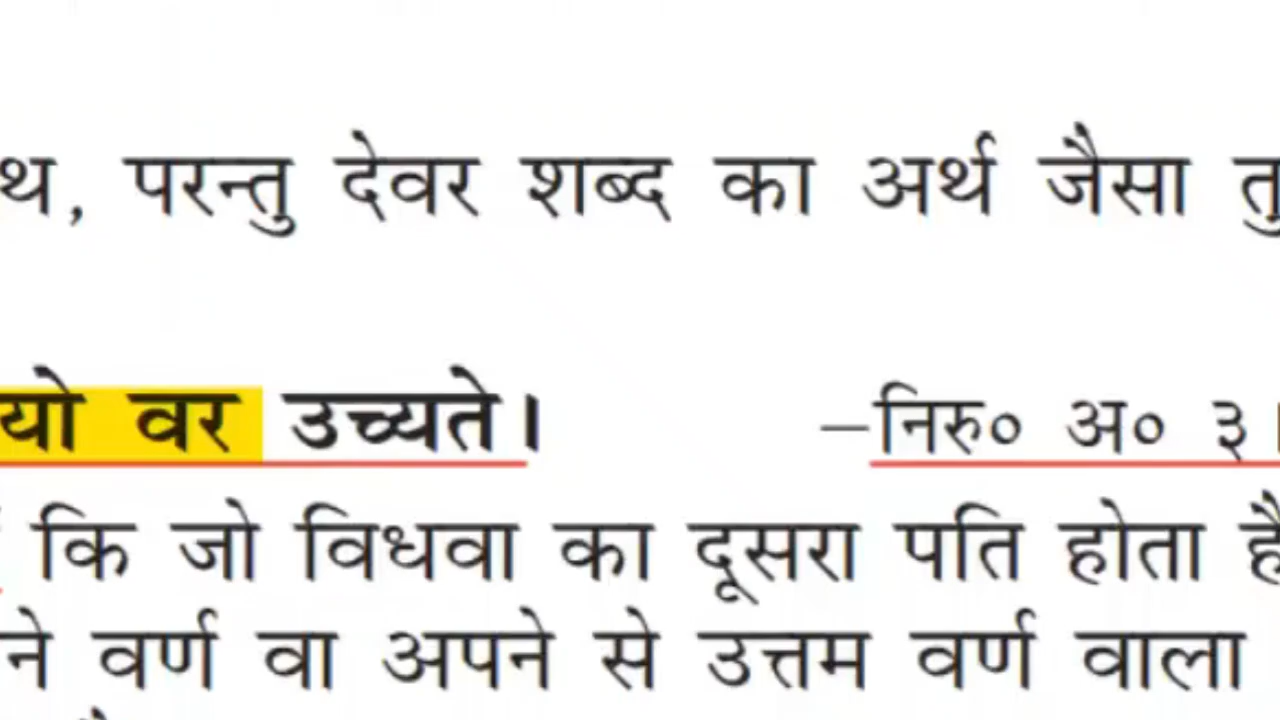 थ, परन्तु देवर शब्द का अर्थ जैसा तु
यो वर उच्यते। —निरु० अ० ३।
कि जो विधवा का दूसरा पति होता है
ने वर्ण वा अपने से उत्तम वर्ण वाला